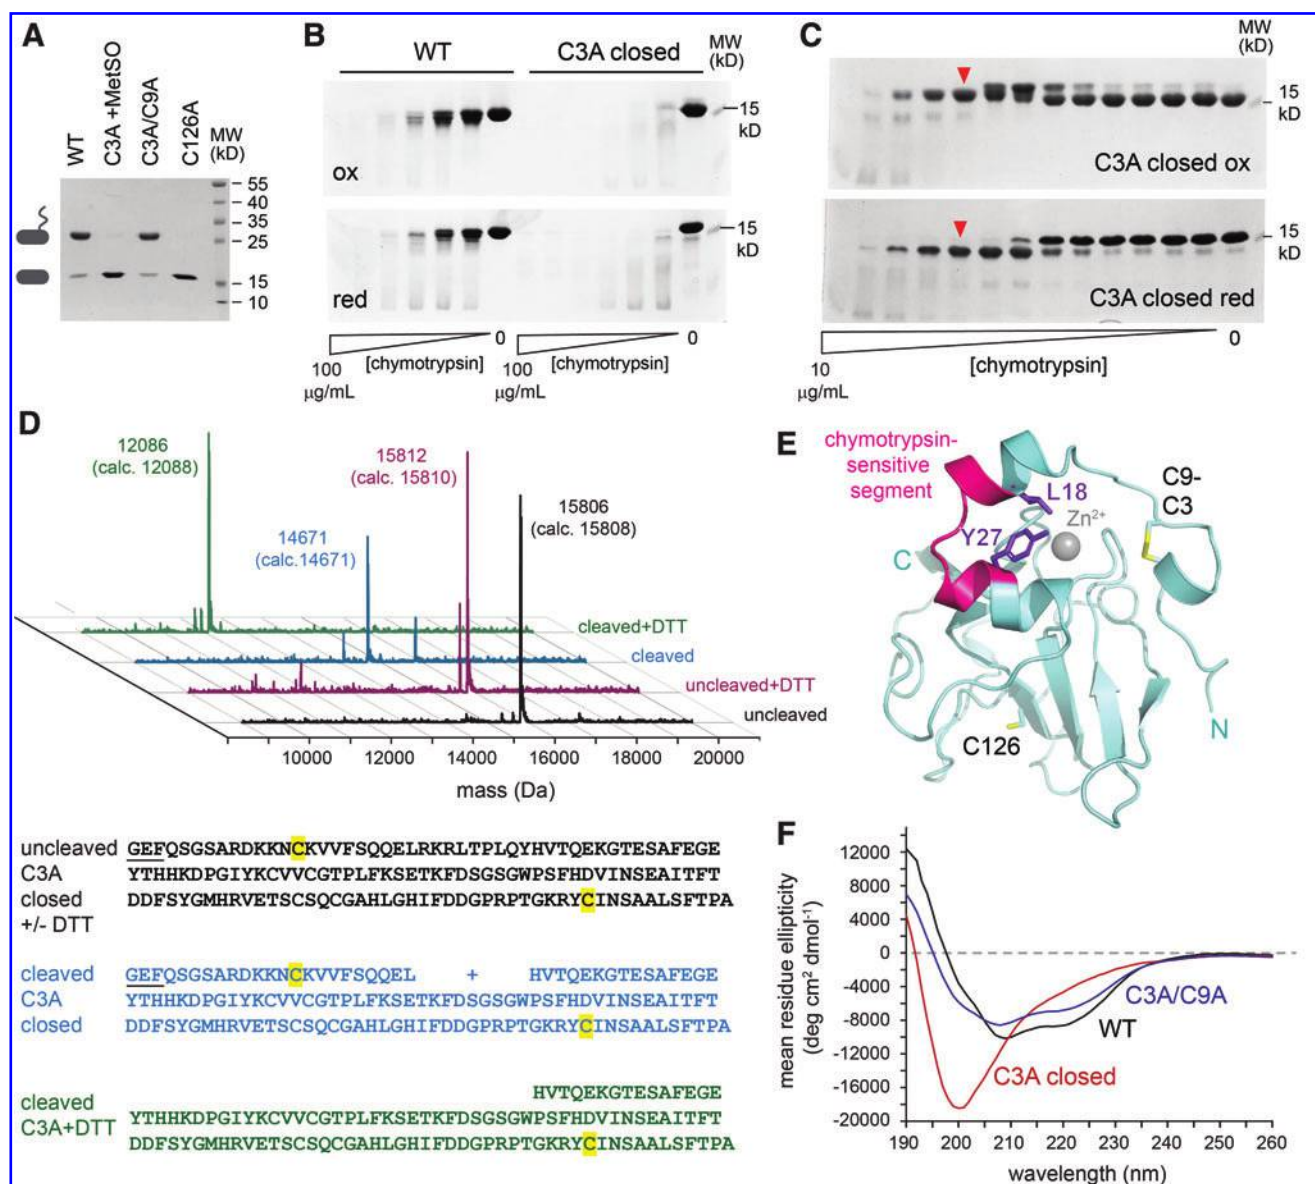 A
WT
C3A +MetSO
C3A/C9A
C126A
MW
(kD)
55
40
35
25
15
10
B
WT
C3A closed
MW
(kD)
15
kD
ox
15
kD
red
0
0
[chymotrypsin]
[chymotrypsin]
100
µg/mL
100
µg/mL
C
MW
(kD)
15
kD
C3A closed ox
15
kD
C3A closed red
0
[chymotrypsin]
10
µg/mL
D
12086
(calc. 12088)
14671
(calc.14671)
15812
(calc. 15810)
15806
(calc. 15808)
cleaved+DTT
cleaved
uncleaved+DTT
uncleaved
10000 12000 14000 16000 18000 20000
mass (Da)
uncleaved GEFQSGSARDKKNCKVVFSQQELRKRLTPLQYHVTQEKGTESAFEGE
C3A YTHHKDPGIYKCVVCGTPLFKSETKFDSGSGWPSFHDVINSEAITFT
closed DDFSYGMHRVETSCSQCGAHLGHIFDDGPRPTGKRYCINSAALSFTPA
+/- DTT
cleaved GEFQSGSARDKKNCKVVFSQQEL + HVTQEKGTESAFEGE
C3A YTHHKDPGIYKCVVCGTPLFKSETKFDSGSGWPSFHDVINSEAITFT
closed DDFSYGMHRVETSCSQCGAHLGHIFDDGPRPTGKRYCINSAALSFTPA
HVTQEKGTESAFEGE
cleaved
C3A+DTT YTHHKDPGIYKCVVCGTPLFKSETKFDSGSGWPSFHDVINSEAITFT
DDFSYGMHRVETSCSQCGAHLGHIFDDGPRPTGKRYCINSAALSFTPA
E
chymotrypsin-
sensitive
segment
L18
Zn2+
Y27
C9-
C3
C
C126
N
F
mean residue ellipticity
(deg cm² dmol⁻¹)
12000
8000
4000
0
-4000
-8000
-12000
-16000
-20000
C3A/C9A
WT
C3A closed
190 200 210 220 230 240 250 260
wavelength (nm)